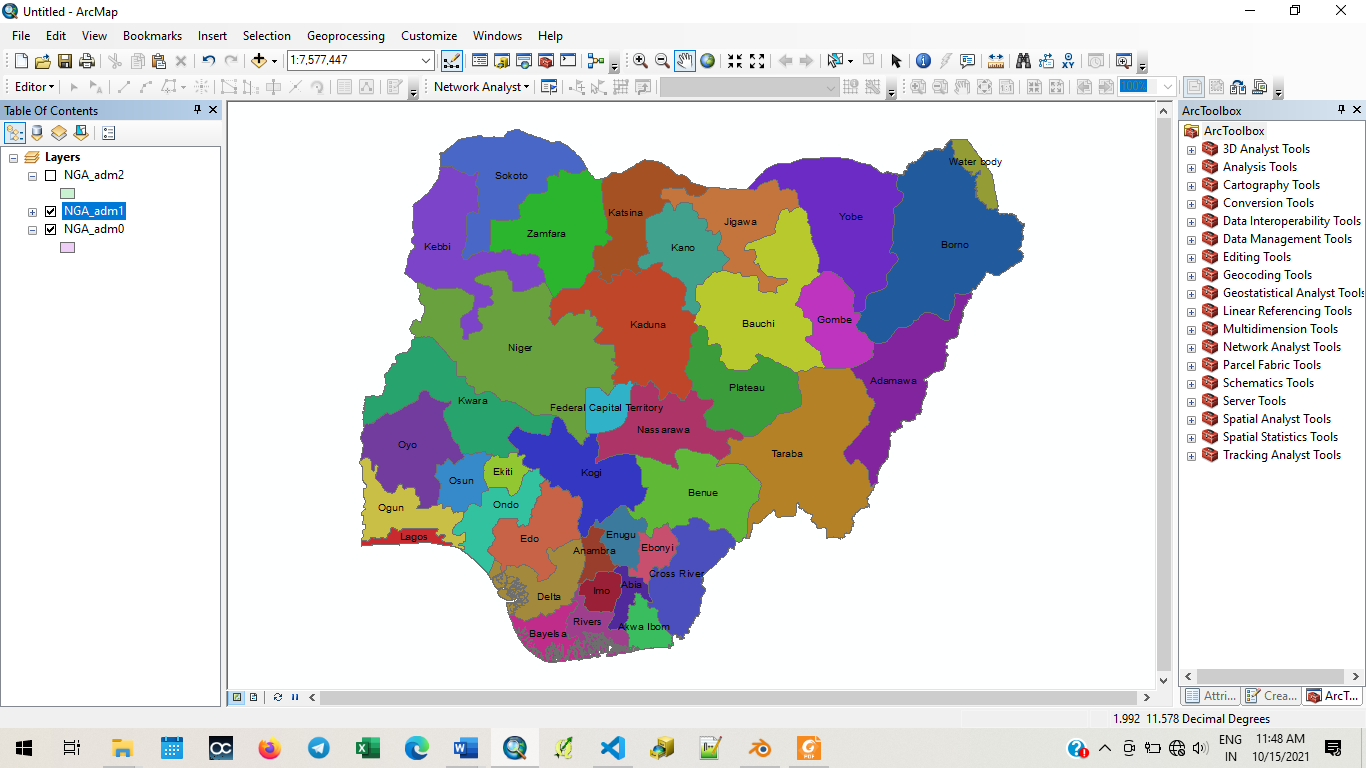 Untitled - ArcMap
File Edit View Bookmarks Insert Selection Geoprocessing Customize Windows Help
1:7,577,447
Editor Network Analyst 100%
Table Of Contents
Layers
NGA_adm2
NGA_adm1
NGA_adm0
Water body
Sokoto
Katsina
Jigawa
Yobe
Zamfara
Kebbi
Kano
Borno
Kaduna
Bauchi
Gombe
Niger
Adamawa
Plateau
Kwara
Federal Capital Territory
Nassarawa
Oyo
Taraba
Ekiti
Kogi
Osun
Benue
Ogun
Ondo
Lagos
Edo
Enugu
Anambra
Ebonyi
Cross River
Imo
Abia
Delta
Rivers
Akwa Ibom
Bayelsa
ArcToolbox
ArcToolbox
3D Analyst Tools
Analysis Tools
Cartography Tools
Conversion Tools
Data Interoperability Tools
Data Management Tools
Editing Tools
Geocoding Tools
Geostatistical Analyst Tools
Linear Referencing Tools
Multidimension Tools
Network Analyst Tools
Parcel Fabric Tools
Schematics Tools
Server Tools
Spatial Analyst Tools
Spatial Statistics Tools
Tracking Analyst Tools
Attri... Crea... ArcT...
1.992 11.578 Decimal Degrees
ENG 11:48 AM
IN 10/15/2021